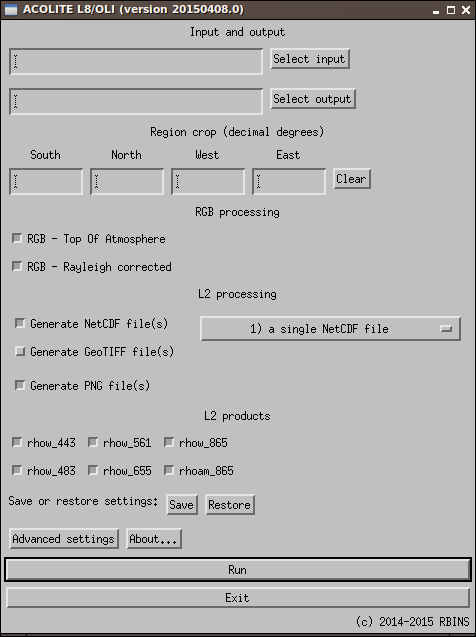 ACOLITE L8/OLI (version 20150408.0)
Input and output
Select input
Select output
Region crop (decimal degrees)
South North West East
Clear
RGB processing
RGB - Top Of Atmosphere
RGB - Rayleigh corrected
L2 processing
Generate NetCDF file(s) 1) a single NetCDF file
Generate GeoTIFF file(s)
Generate PNG file(s)
L2 products
rhow_443 rhow_561 rhow_865
rhow_483 rhow_655 rhoam_865
Save or restore settings: Save Restore
Advanced settings About...
Run
Exit
(c) 2014-2015 RBINS